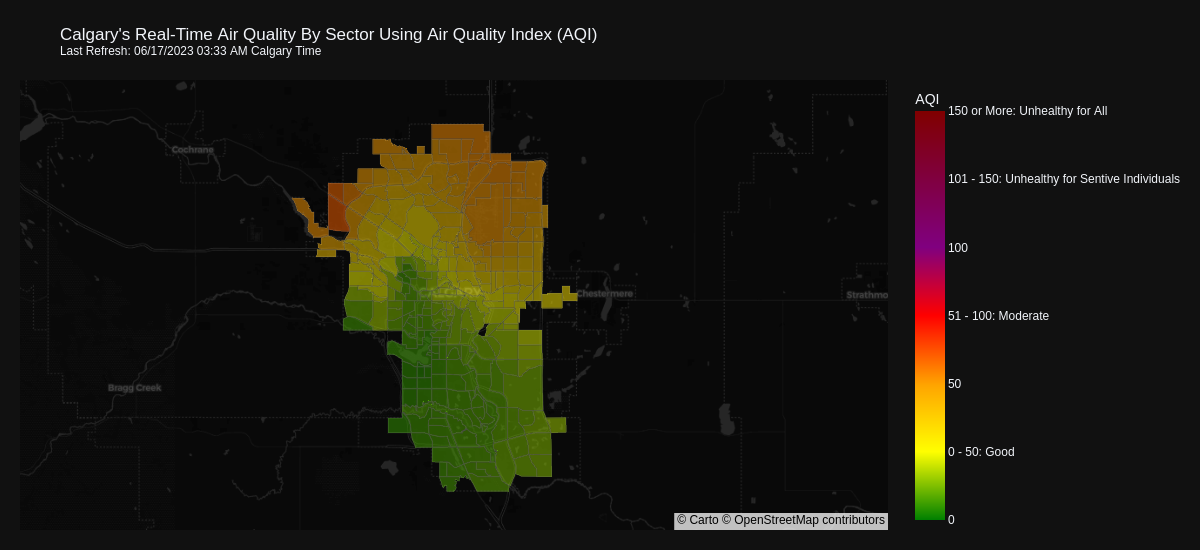 Calgary's Real-Time Air Quality By Sector Using Air Quality Index (AQI)
Last Refresh: 06/17/2023 03:33 AM Calgary Time
AQI
150 or More: Unhealthy for All
101 - 150: Unhealthy for Sentive Individuals
100
51 - 100: Moderate
50
0 - 50: Good
0
Cochrane
CALGARY
Chestermere
Strathmo
Bragg Creek
© Carto © OpenStreetMap contributors